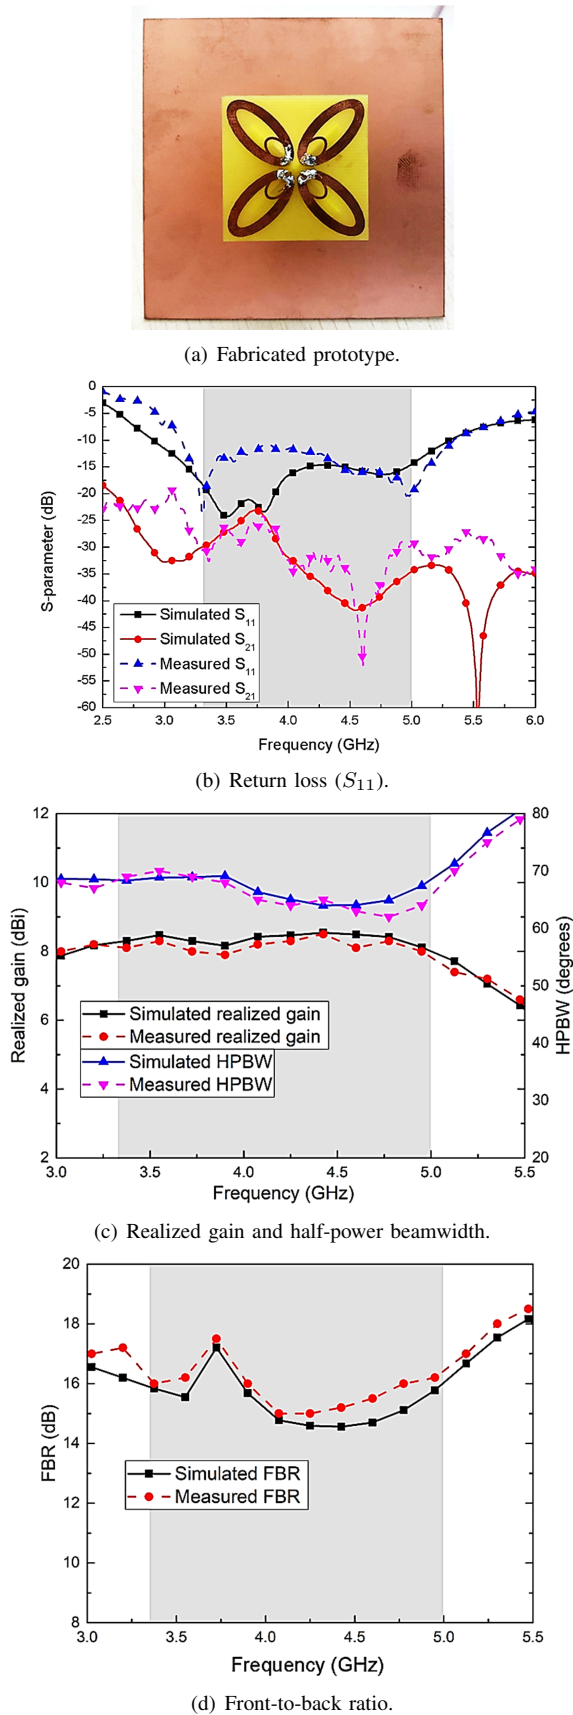 (a) Fabricated prototype.
0
-5
-10
-15
-20
-25
-30
-35
-40
-45
-50
-55
-60
S-parameter (dB)
Simulated S11
Simulated S21
Measured S11
Measured S21
2.5 3.0 3.5 4.0 4.5 5.0 5.5 6.0
Frequency (GHz)
(b) Return loss (S11).
12
10
8
6
4
2
Realized gain (dBi)
80
70
60
50
40
30
20
HPBW (degrees)
Simulated realized gain
Measured realized gain
Simulated HPBW
Measured HPBW
3.0 3.5 4.0 4.5 5.0 5.5
Frequency (GHz)
(c) Realized gain and half-power beamwidth.
20
18
16
14
12
10
8
FBR (dB)
Simulated FBR
Measured FBR
3.0 3.5 4.0 4.5 5.0 5.5
Frequency (GHz)
(d) Front-to-back ratio.